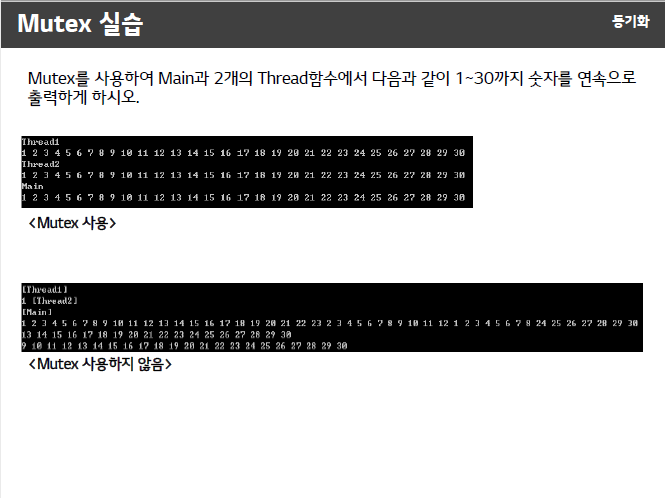 Mutex 실습
동기화
Mutex를 사용하여 Main과 2개의 Thread함수에서 다음과 같이 1~30까지 숫자를 연속으로
출력하게 하시오.
Thread1
1 2 3 4 5 6 7 8 9 10 11 12 13 14 15 16 17 18 19 20 21 22 23 24 25 26 27 28 29 30
Thread2
1 2 3 4 5 6 7 8 9 10 11 12 13 14 15 16 17 18 19 20 21 22 23 24 25 26 27 28 29 30
Main
1 2 3 4 5 6 7 8 9 10 11 12 13 14 15 16 17 18 19 20 21 22 23 24 25 26 27 28 29 30
<Mutex 사용>
[Thread1]
1 [Thread2]
[Main]
1 2 3 4 5 6 7 8 9 10 11 12 13 14 15 16 17 18 19 20 21 22 23 2 3 4 5 6 7 8 9 10 11 12 1 2 3 4 5 6 7 8 24 25 26 27 28 29 30
13 14 15 16 17 18 19 20 21 22 23 24 25 26 27 28 29 30
9 10 11 12 13 14 15 16 17 18 19 20 21 22 23 24 25 26 27 28 29 30
<Mutex 사용하지 않음>